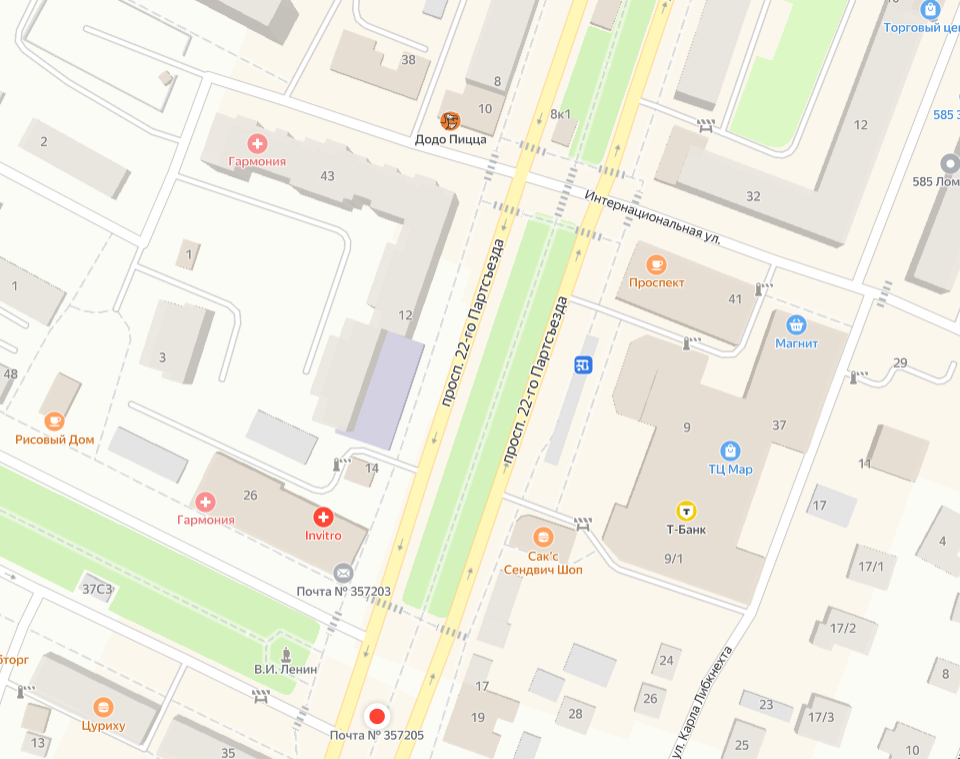 10
Торговый це
38
8
10
8к1
585 З
12
Додо Пицца
2
Гармония
43
585 Лом
32
Интернациональная ул.
1
Проспект
41
1
просп. 22-го Партсъезда
просп. 22-го Партсъезда
12
Магнит
3
29
48
9
37
Рисовый Дом
ТЦ Мар
11
14
26
17
Гармония
Invitro
Т-Банк
4
Сак'с
Сендвич Шоп
9/1
17/1
37С3
Почта № 357203
17/2
бторг
В.И. Ленин
24
8
17
26
23
Цуриху
19
28
17/3
Почта № 357205
13
35
25
10
ул. Карла Либкнехта